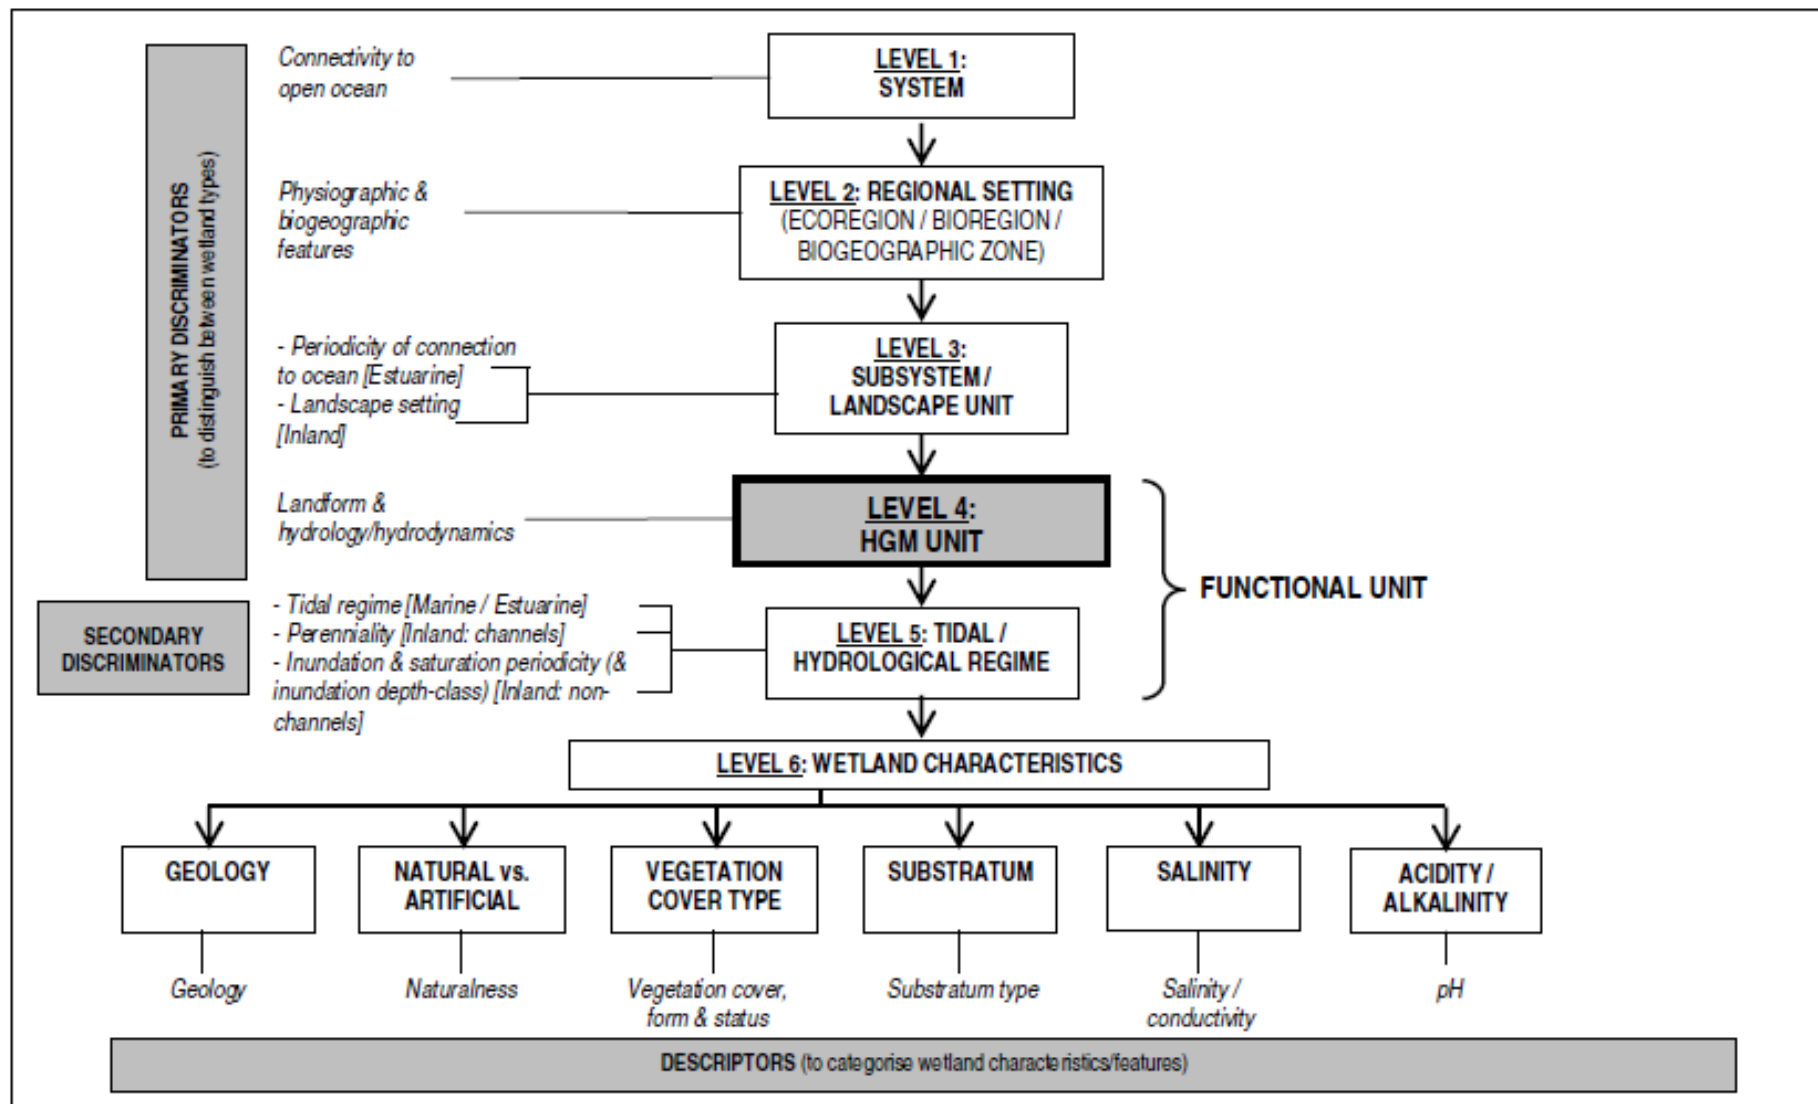 PRIMARY DISCRIMINATORS
(to distinguish between wetland types)
Connectivity to
open ocean
LEVEL 1:
SYSTEM
Physiographic &
biogeographic
features
LEVEL 2: REGIONAL SETTING
(ECOREGION / BIOREGION /
BIOGEOGRAPHIC ZONE)
- Periodicity of connection
to ocean [Estuarine]
- Landscape setting
[Inland]
LEVEL 3:
SUBSYSTEM /
LANDSCAPE UNIT
Landform &
hydrology/hydrodynamics
LEVEL 4:
HGM UNIT
FUNCTIONAL UNIT
SECONDARY
DISCRIMINATORS
- Tidal regime [Marine / Estuarine]
- Perenniality [Inland: channels]
- Inundation & saturation periodicity (&
inundation depth-class) [Inland: non-
channels]
LEVEL 5: TIDAL /
HYDROLOGICAL REGIME
LEVEL 6: WETLAND CHARACTERISTICS
GEOLOGY
NATURAL vs.
ARTIFICIAL
VEGETATION
COVER TYPE
SUBSTRATUM
SALINITY
ACIDITY /
ALKALINITY
Geology
Naturalness
Vegetation cover,
form & status
Substratum type
Salinity /
conductivity
pH
DESCRIPTORS (to categorise wetland characteristics/features)